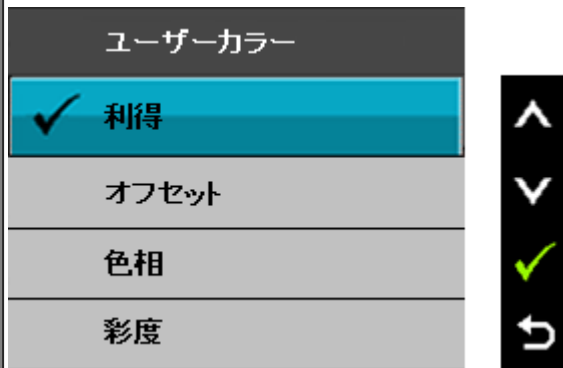 ユーザーカラー
利得
オフセット
色相
彩度